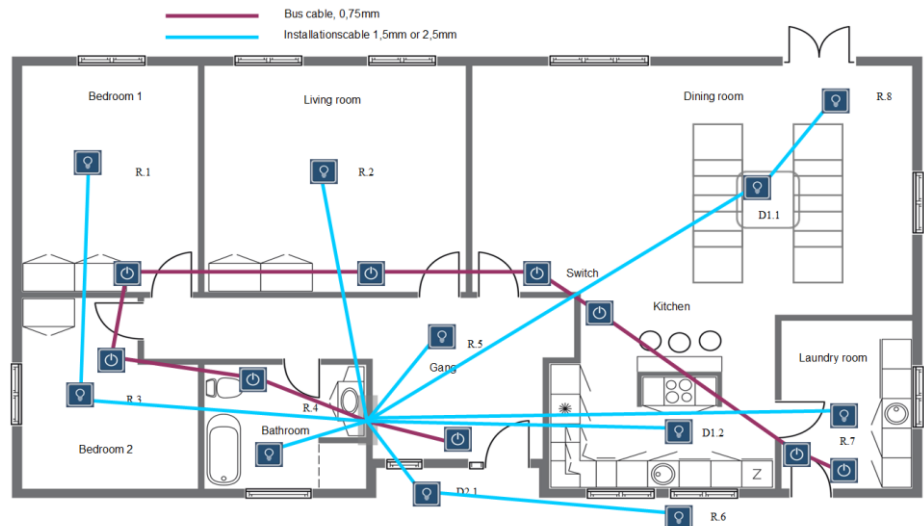 Bus cable, 0,75mm
Installationscable 1,5mm or 2,5mm
Bedroom 1
Living room
Dining room
R.8
R.1
R.2
D1.1
Switch
Kitchen
R.5
Gang
Laundry room
R.3
R.4
Bathroom
D1.2
R.7
Bedroom 2
Z
D2.1
R.6